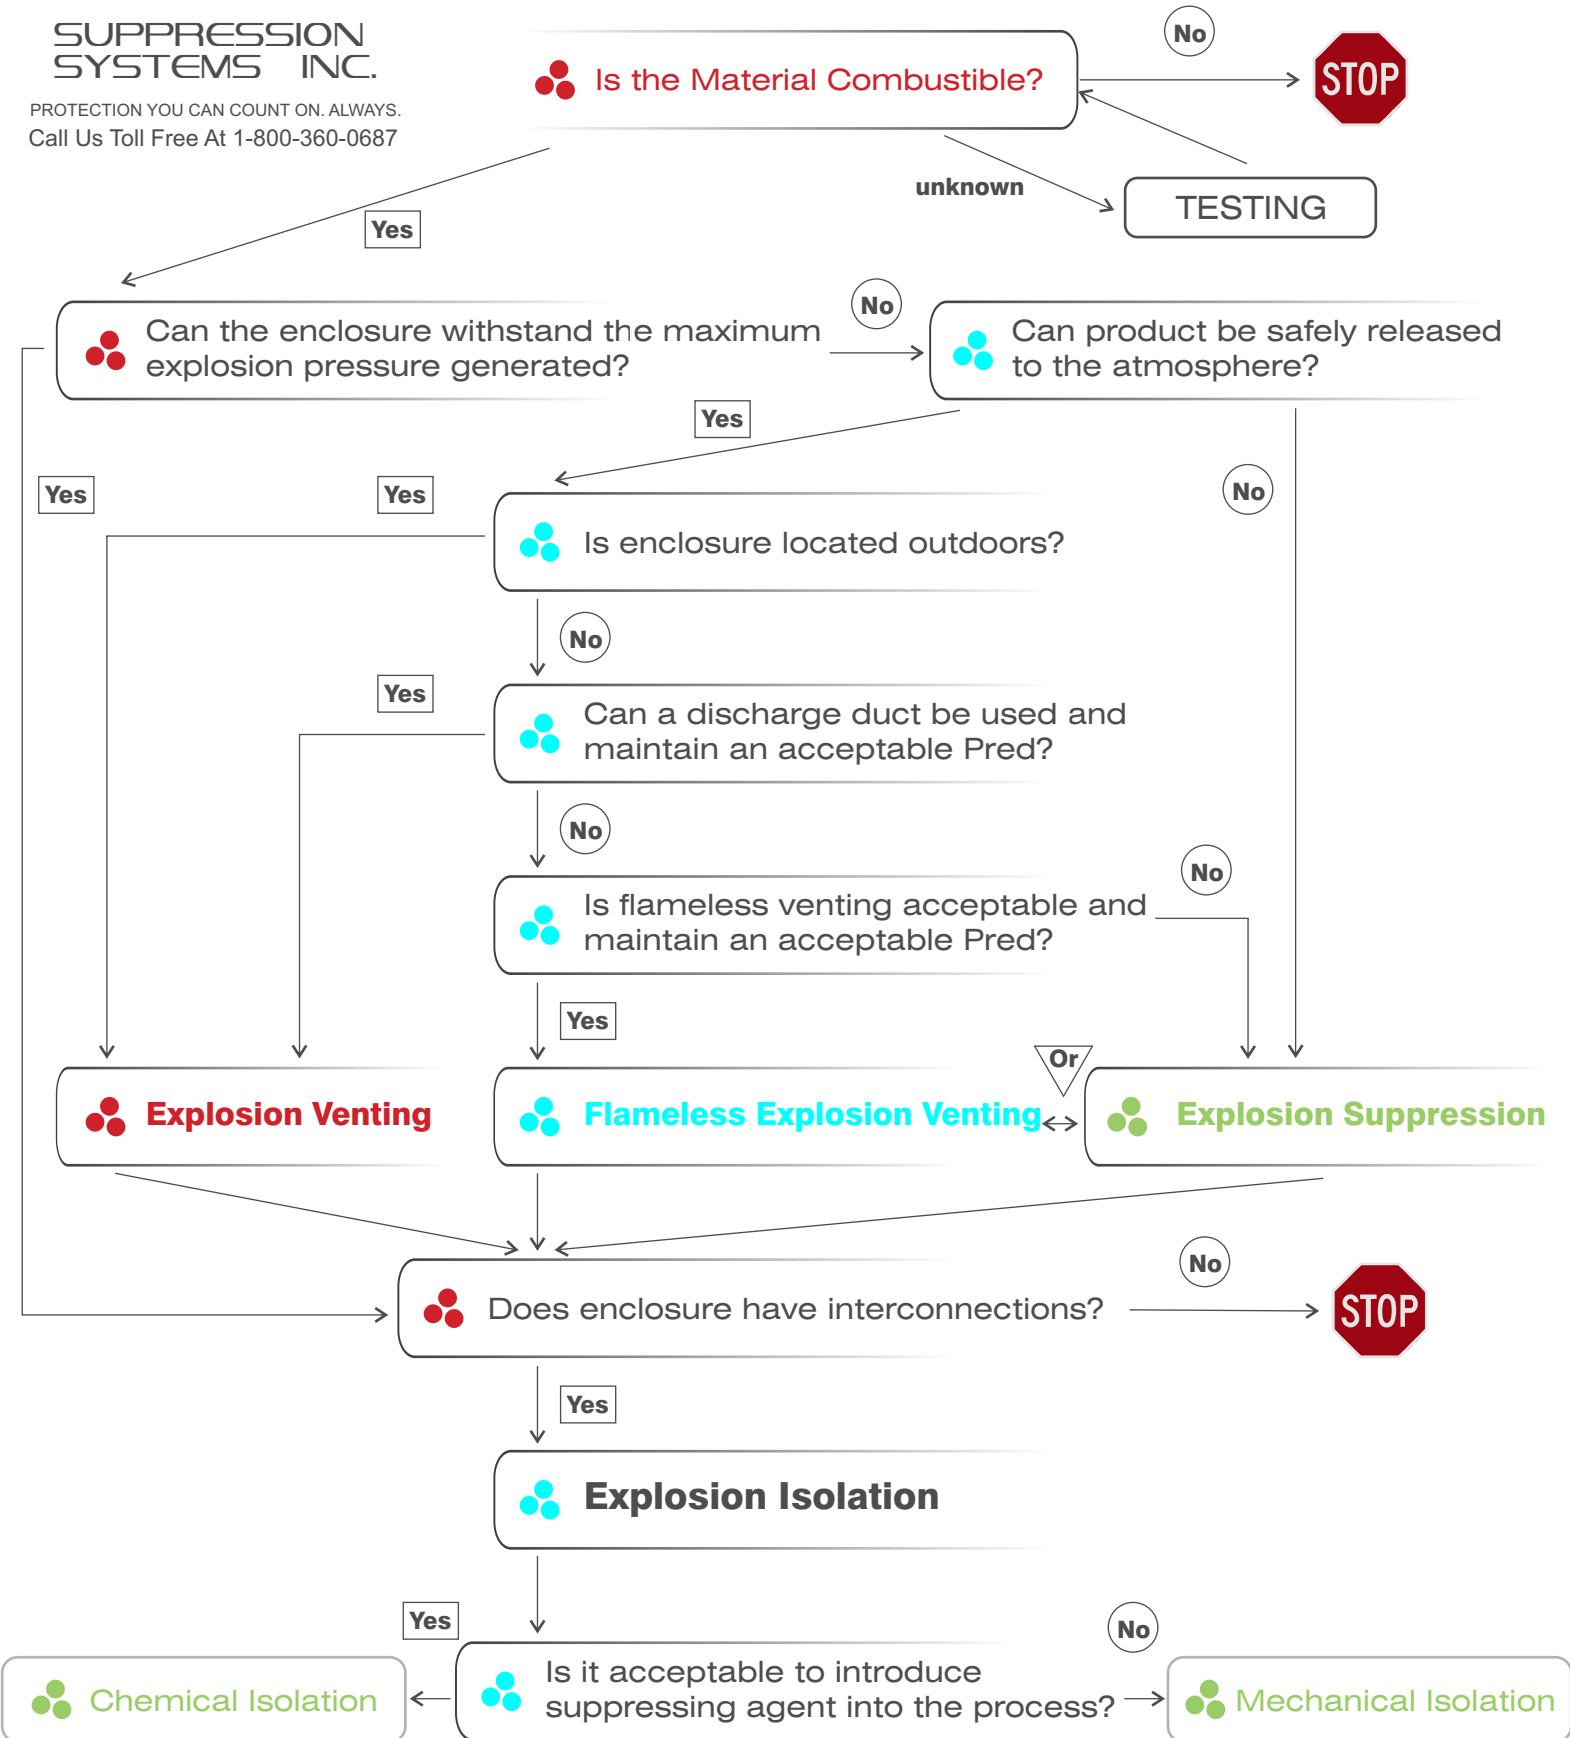 SUPPRESSION
SYSTEMS INC.
PROTECTION YOU CAN COUNT ON. ALWAYS.
Call Us Toll Free At 1-800-360-0687
Is the Material Combustible?
No
STOP
unknown
TESTING
Yes
Can the enclosure withstand the maximum
explosion pressure generated?
No
Can product be safely released
to the atmosphere?
Yes
Yes
Yes
No
Is enclosure located outdoors?
No
Yes
Can a discharge duct be used and
maintain an acceptable Pred?
No
Is flameless venting acceptable and
maintain an acceptable Pred?
No
Yes
Or
Explosion Venting
Flameless Explosion Venting
Explosion Suppression
Does enclosure have interconnections?
No
STOP
Yes
Explosion Isolation
Yes
No
Chemical Isolation
Is it acceptable to introduce
suppressing agent into the process?
Mechanical Isolation